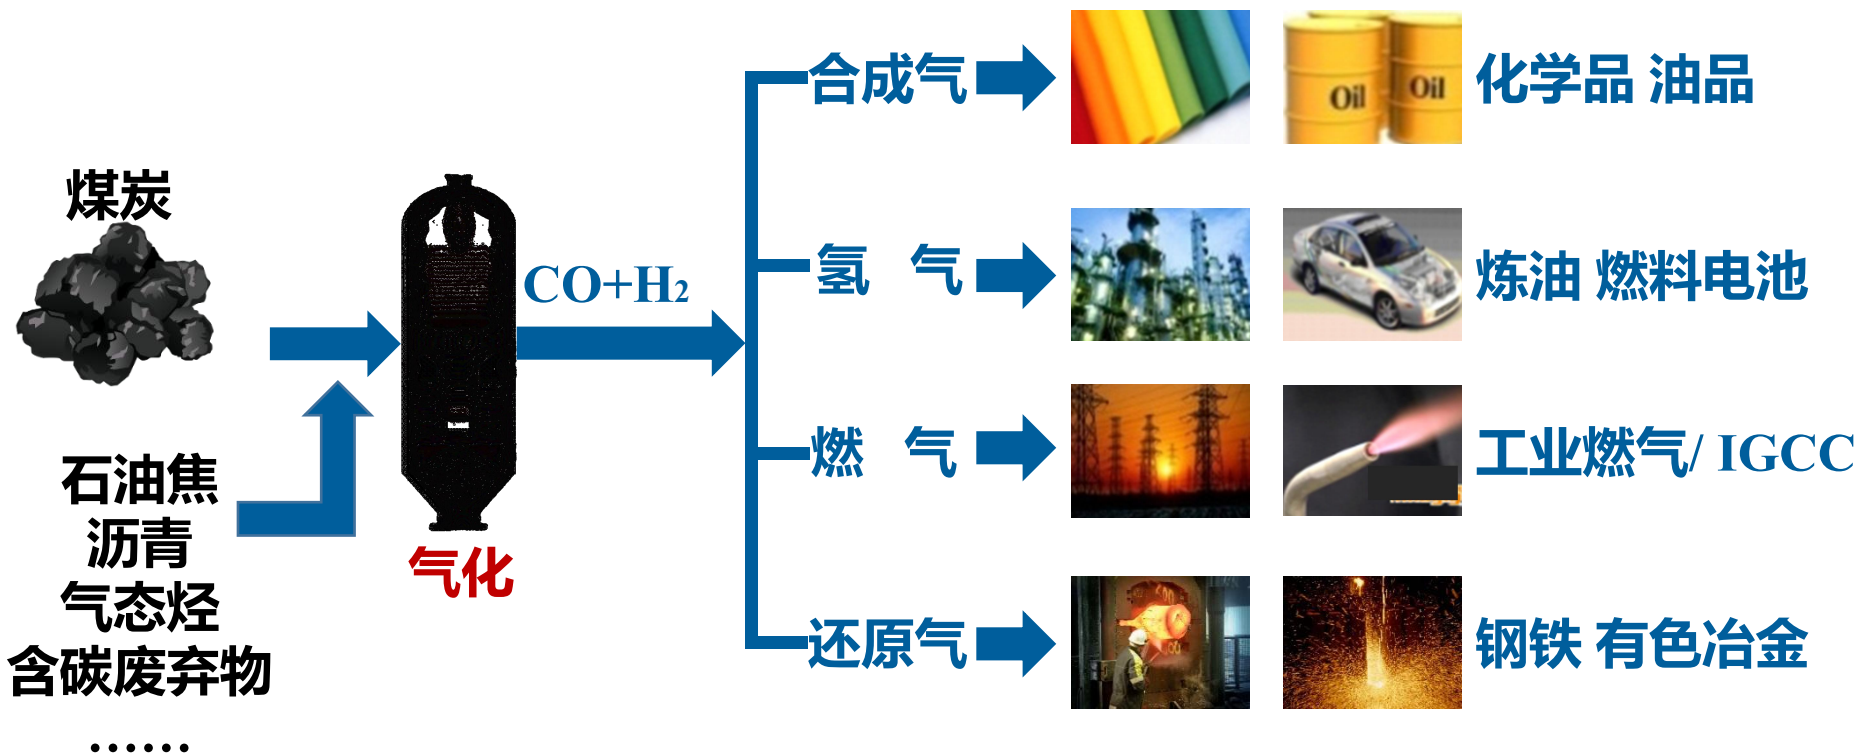 煤炭
石油焦
沥青
气态烃
含碳废弃物
……
气化
CO+H₂
合成气
Oil
Oil
化学品 油品
氢 气
炼油 燃料电池
燃 气
工业燃气/ IGCC
还原气
钢铁 有色冶金